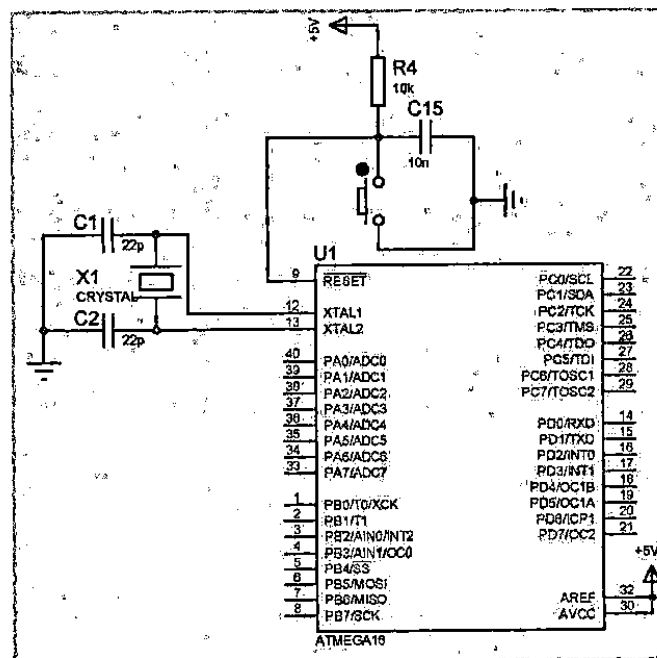 +5V
R4
10k
C15
10n
C1
22p
X1
CRYSTAL
C2
22p
U1
9 RESET
12 XTAL1
13 XTAL2
40 PA0/ADC0
39 PA1/ADC1
38 PA2/ADC2
37 PA3/ADC3
36 PA4/ADC4
35 PA5/ADC5
34 PA6/ADC6
33 PA7/ADC7
1 PB0/T0/XCK
2 PB1/T1
3 PB2/AIN0/INT2
4 PB3/AIN1/OC0
5 PB4/SS
6 PB5/MOSI
7 PB6/MISO
8 PB7/SCK
PC0/SCL 22
PC1/SDA 23
PC2/TCK 24
PC3/TMS 25
PC4/TDO 26
PC5/TDI 27
PC6/TOSC1 28
PC7/TOSC2 29
PD0/RXD 14
PD1/TXD 15
PD2/INT0 16
PD3/INT1 17
PD4/OC1B 18
PD5/OC1A 19
PD6/ICP1 20
PD7/OC2 21
+5V
AREF 32
AVCC 30
ATMEGA16